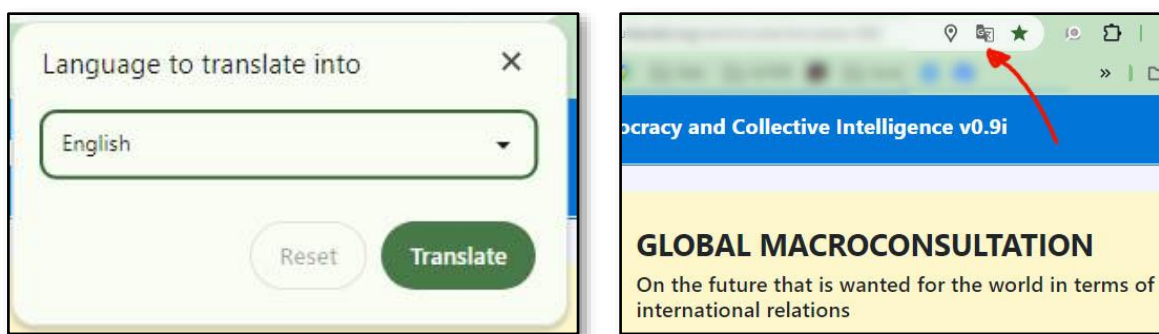 Language to translate into
English
Reset
Translate
ocracy and Collective Intelligence v0.9i
GLOBAL MACROCONSULTATION
On the future that is wanted for the world in terms of
international relations